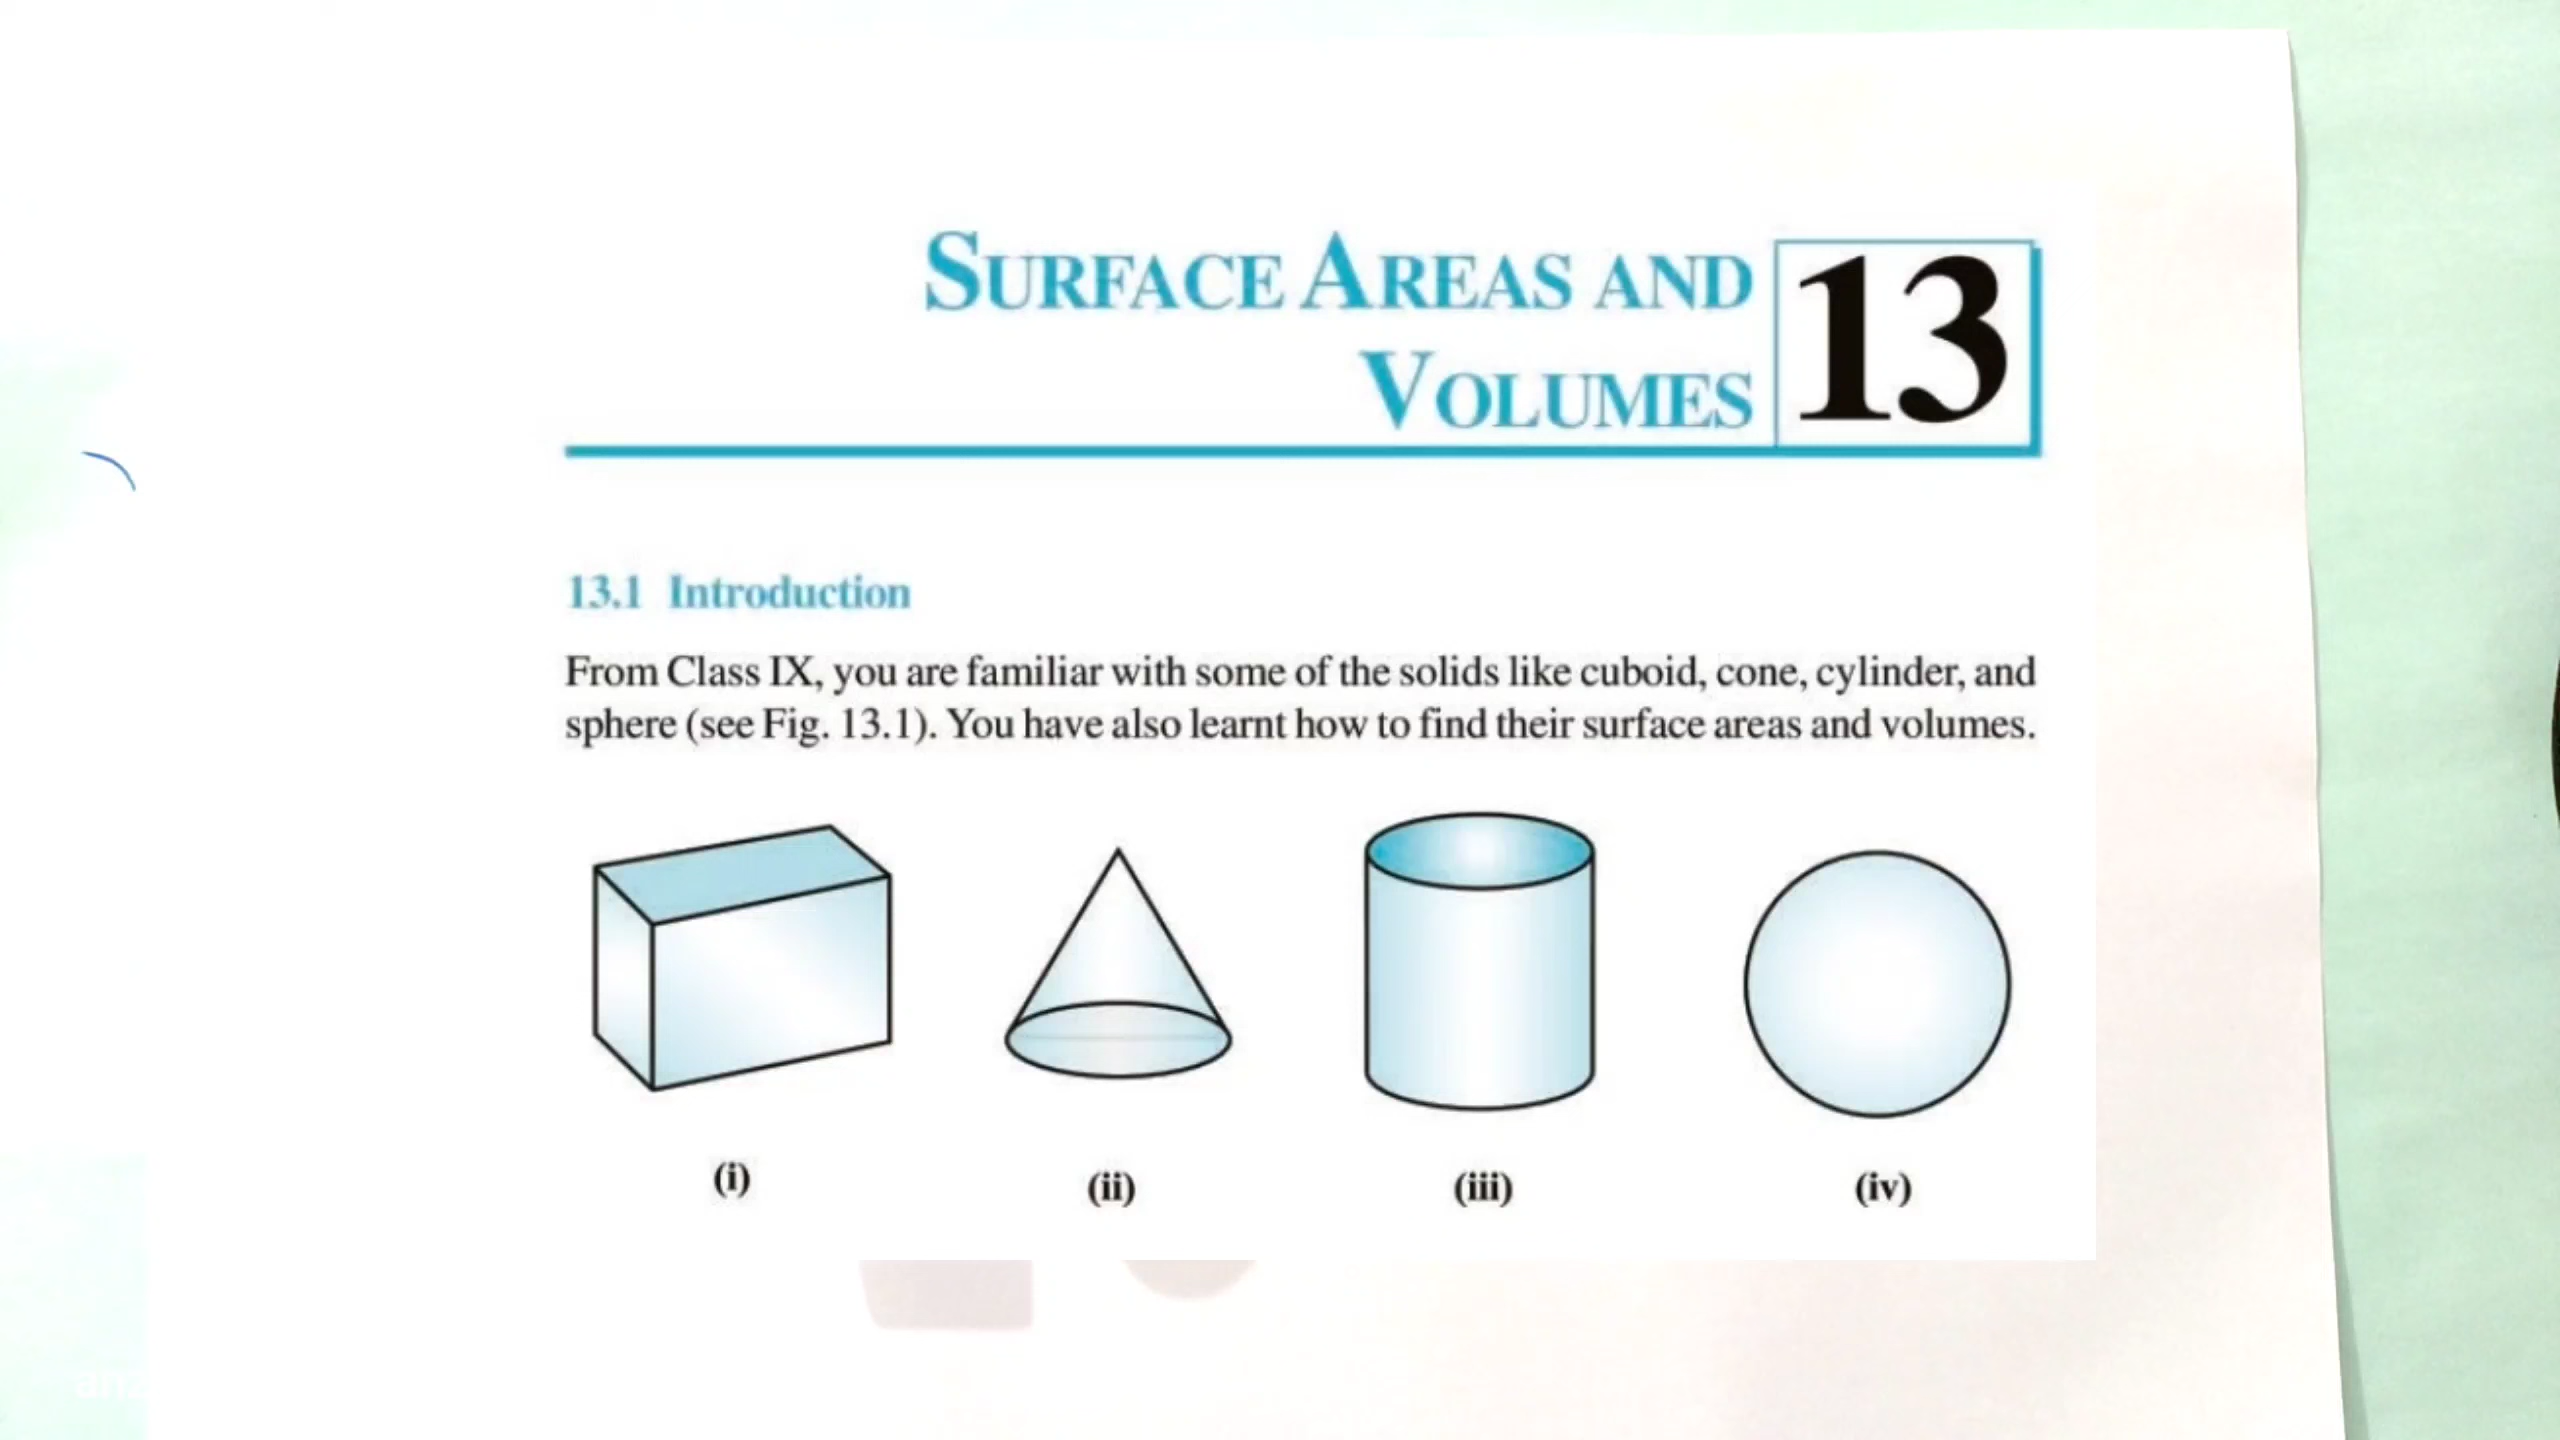 SURFACE AREAS AND
VOLUMES
13
13.1 Introduction
From Class IX, you are familiar with some of the solids like cuboid, cone, cylinder, and
sphere (see Fig. 13.1). You have also learnt how to find their surface areas and volumes.
(i) (ii) (iii) (iv)